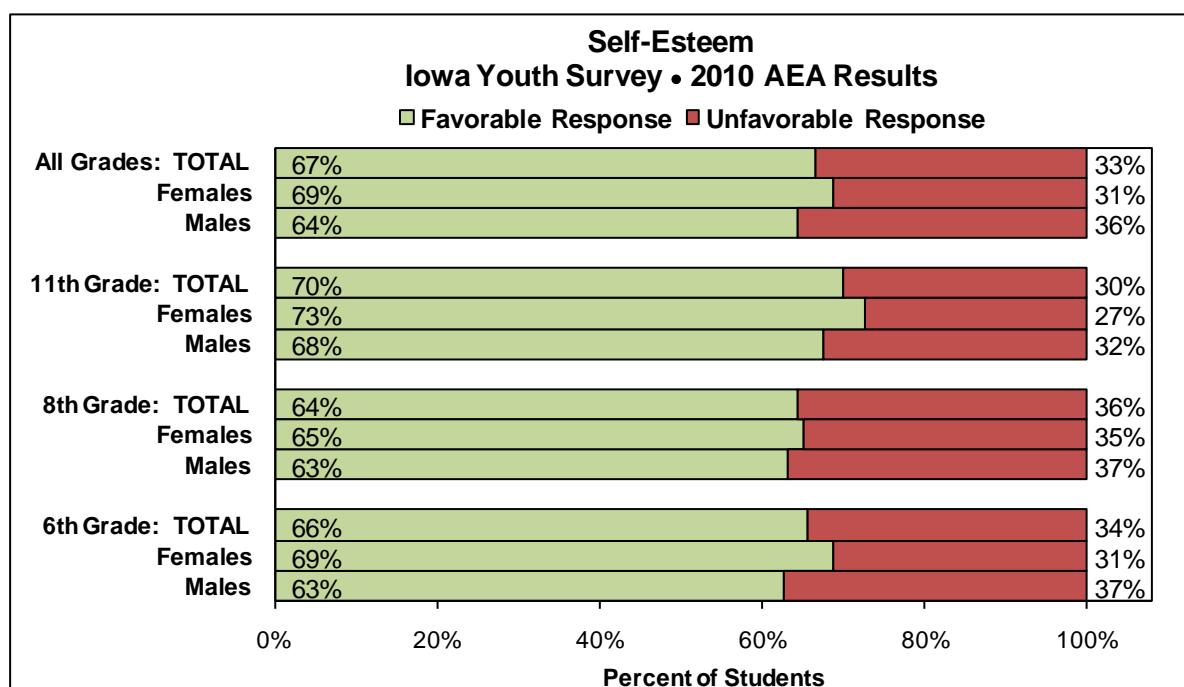 Self-Esteem
Iowa Youth Survey • 2010 AEA Results
Favorable Response Unfavorable Response
All Grades: TOTAL 67% 33%
Females 69% 31%
Males 64% 36%
11th Grade: TOTAL 70% 30%
Females 73% 27%
Males 68% 32%
8th Grade: TOTAL 64% 36%
Females 65% 35%
Males 63% 37%
6th Grade: TOTAL 66% 34%
Females 69% 31%
Males 63% 37%
0% 20% 40% 60% 80% 100%
Percent of Students